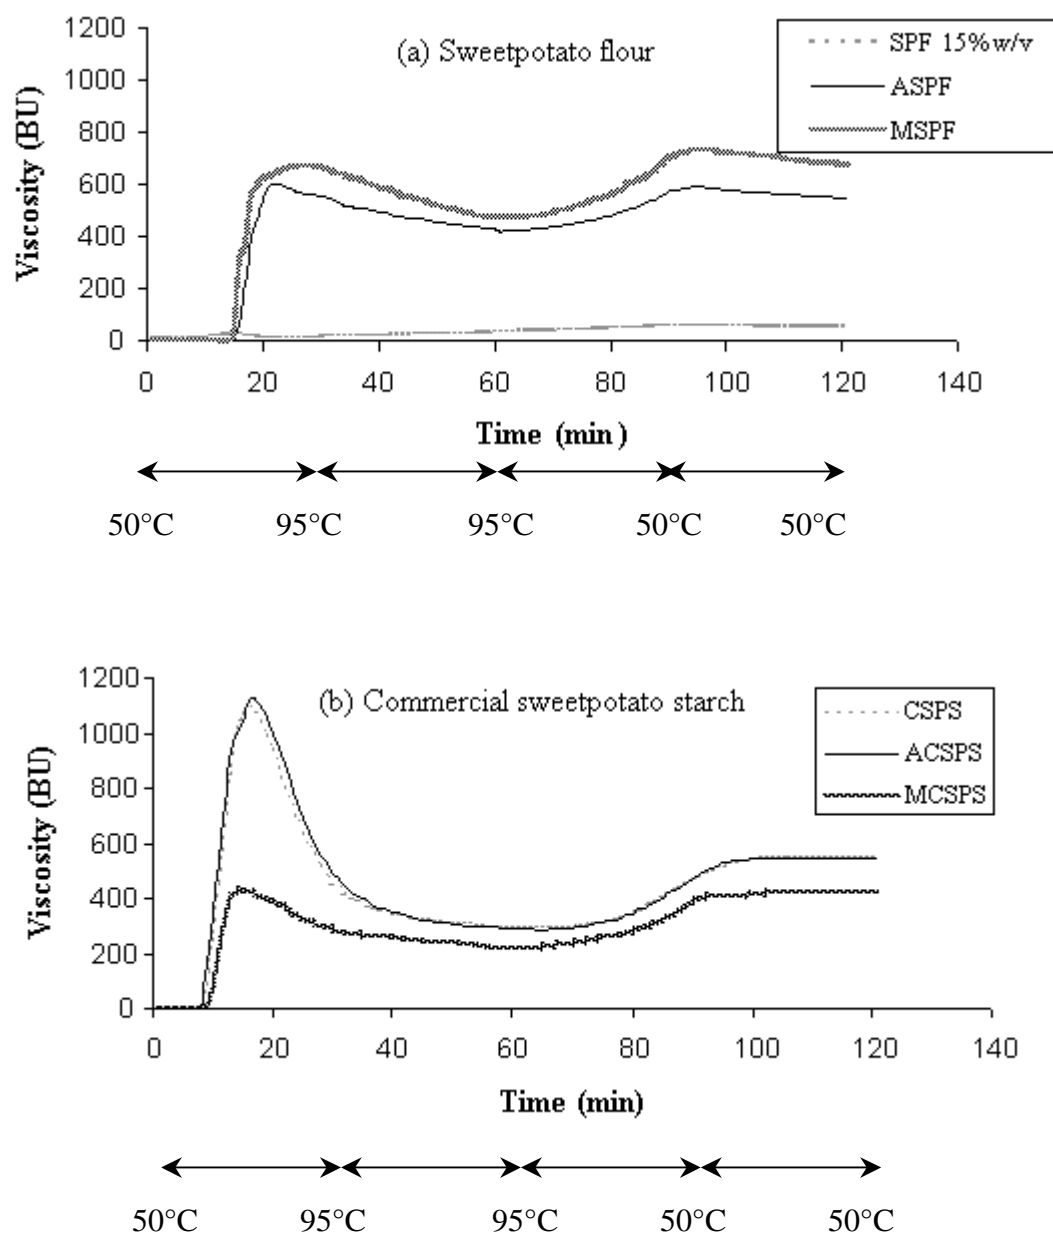 (a) Sweetpotato flour
SPF 15%w/v
ASPF
MSPF
Viscosity (BU)
1200
1000
800
600
400
200
0
0 20 40 60 80 100 120 140
Time (min)
50°C 95°C 95°C 50°C 50°C
(b) Commercial sweetpotato starch
CSPS
ACSPS
MCSPS
Viscosity (BU)
1200
1000
800
600
400
200
0
0 20 40 60 80 100 120 140
Time (min)
50°C 95°C 95°C 50°C 50°C